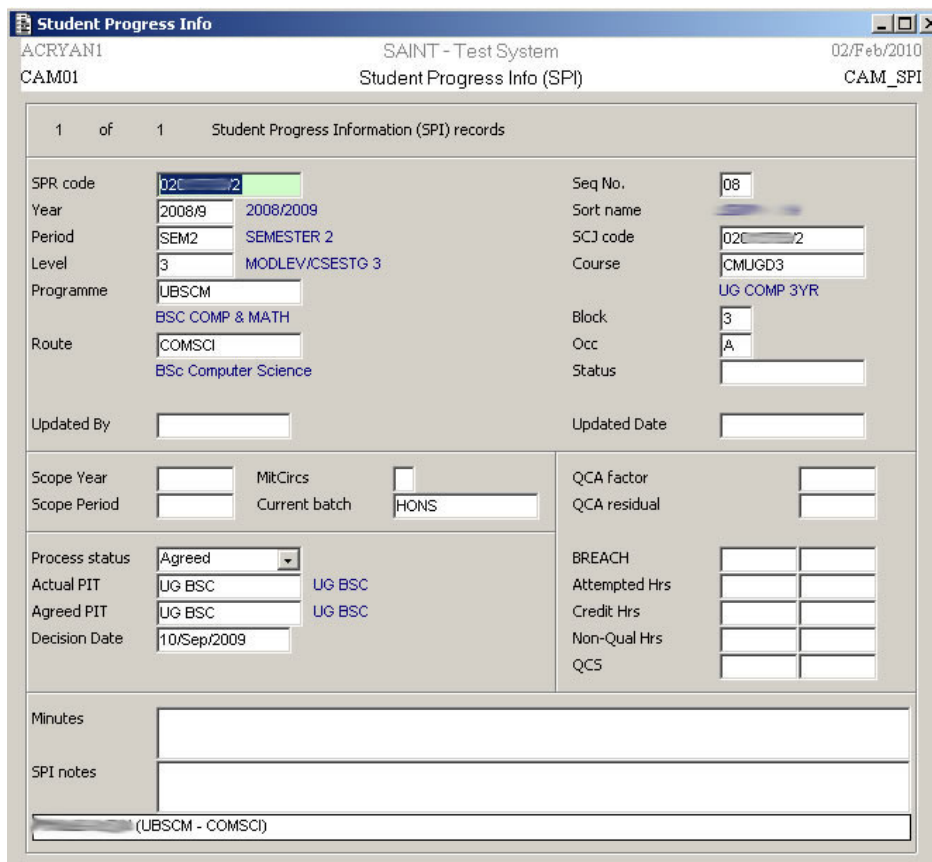 Student Progress Info
ACRYAN1 SAINT - Test System 02/Feb/2010
CAM01 Student Progress Info (SPI) CAM_SPI
1 of 1 Student Progress Information (SPI) records
SPR code 020 /2 Seq No. 08
Year 2008/9 2008/2009 Sort name
Period SEM2 SEMESTER 2 SCJ code 020 /2
Level 3 MODLEV/CSESTG 3 Course CMUGD3
Programme UBSCM UG COMP 3YR
BSC COMP & MATH Block 3
Route COMSCI Occ A
BSc Computer Science Status
Updated By Updated Date
Scope Year MitCircs QCA factor
Scope Period Current batch HONS QCA residual
Process status Agreed BREACH
Actual PIT UG BSC UG BSC Attempted Hrs
Agreed PIT UG BSC UG BSC Credit Hrs
Decision Date 10/Sep/2009 Non-Qual Hrs
QCS
Minutes
SPI notes
(UBSCM - COMSCI)